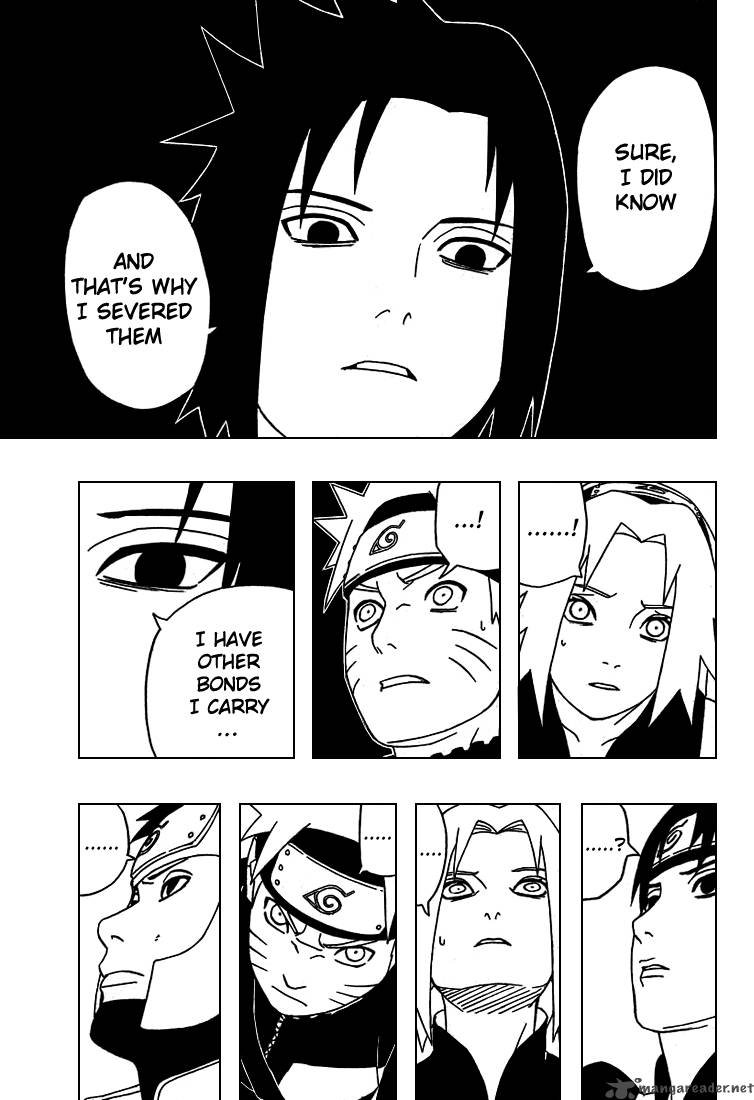 SURE,
I DID
KNOW
AND
THAT'S WHY
I SEVERED
THEM
......!
...!
I HAVE
OTHER
BONDS
I CARRY
...
......?
......
......
......
mangareader.net